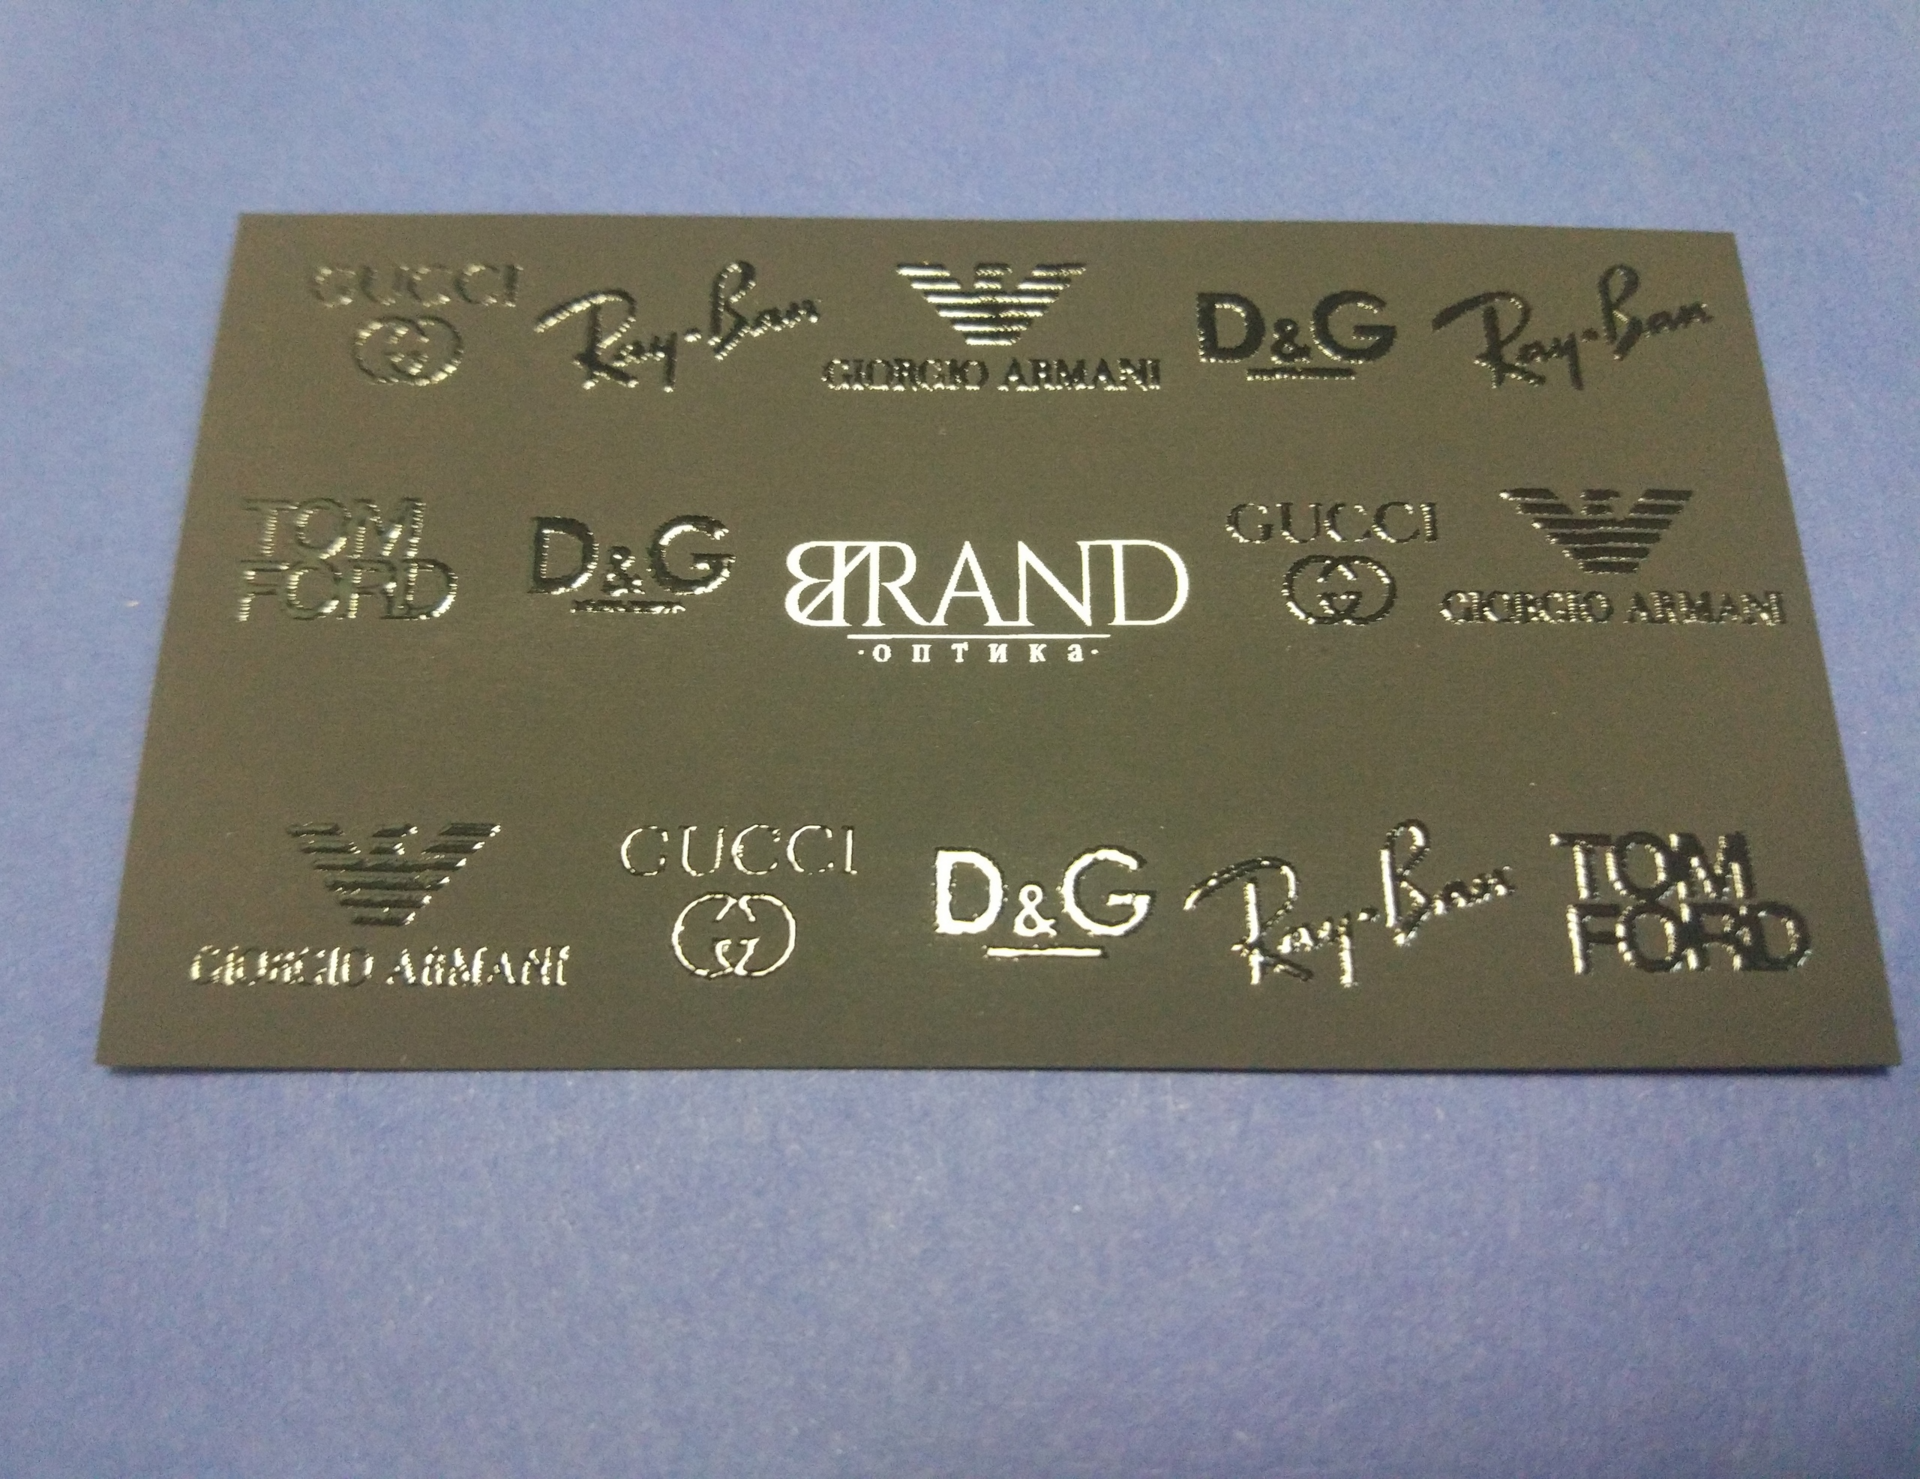 GUCCI Ray-Ban GIORGIO ARMANI D&G Ray-Ban
TOM FORD D&G BRAND GUCCI GIORGIO ARMANI
·оптика·
GIORGIO ARMANI GUCCI D&G Ray-Ban TOM FORD